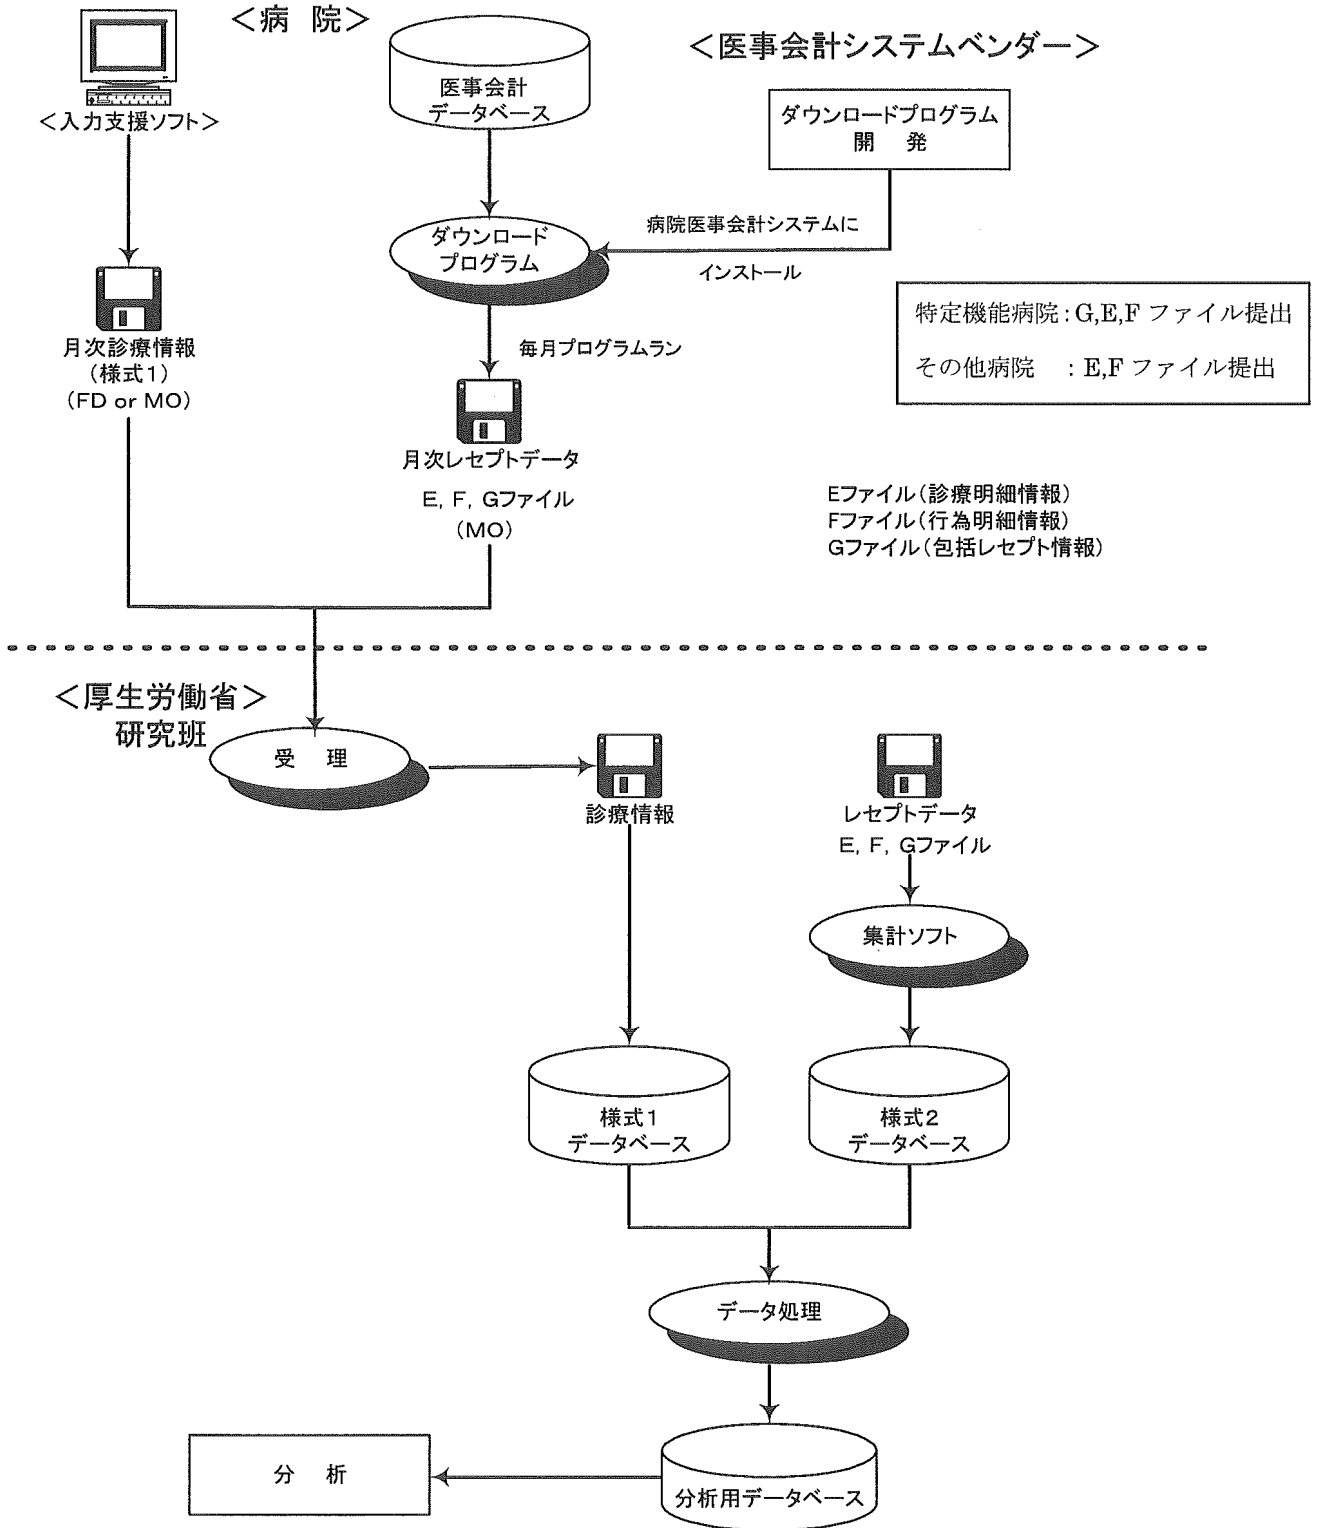 ＜病 院＞
＜医事会計システムベンダー＞
＜入力支援ソフト＞
医事会計
データベース
ダウンロードプログラム
開 発
ダウンロード
プログラム
病院医事会計システムに
インストール
特定機能病院：G,E,F ファイル提出
その他病院 ：E,F ファイル提出
月次診療情報
（様式1）
（FD or MO）
毎月プログラムラン
月次レセプトデータ
E, F, Gファイル
（MO）
Eファイル（診療明細情報）
Fファイル（行為明細情報）
Gファイル（包括レセプト情報）
＜厚生労働省＞
研究班
受 理
診療情報
レセプトデータ
E, F, Gファイル
集計ソフト
様式1
データベース
様式2
データベース
データ処理
分析用データベース
分 析